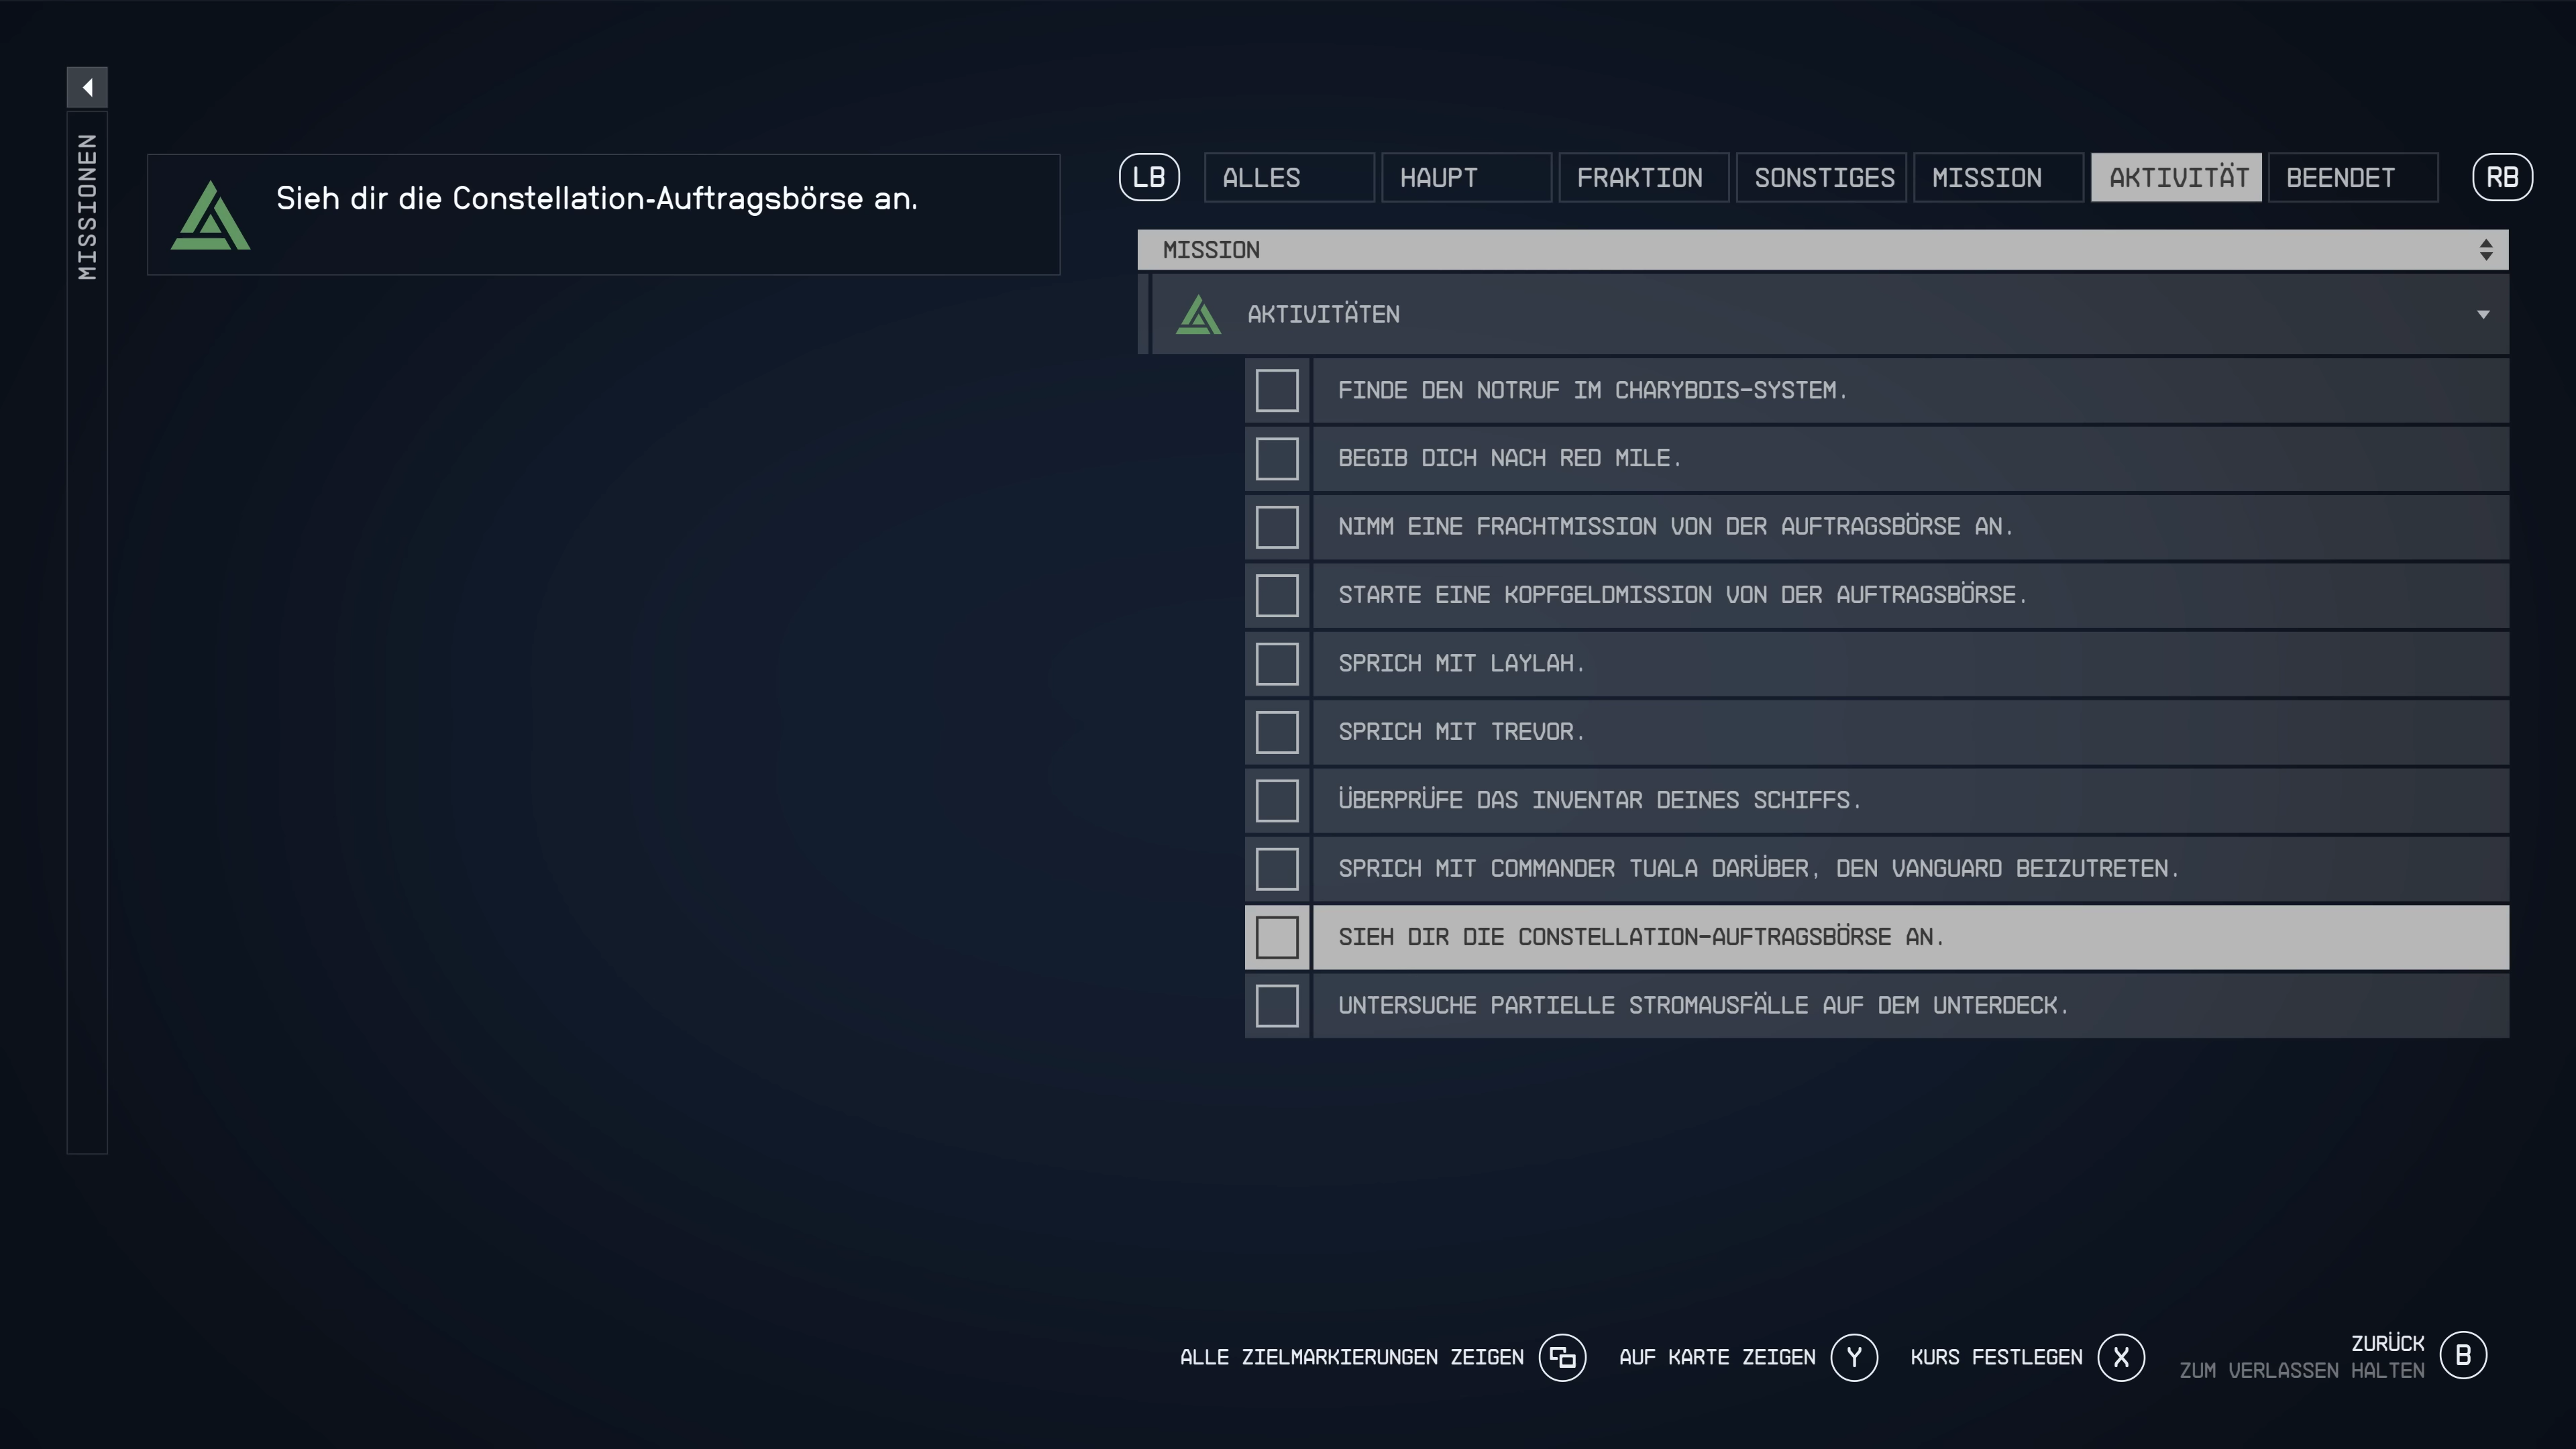 MISSIONEN
Sieh dir die Constellation-Auftragsbörse an.
LB ALLES HAUPT FRAKTION SONSTIGES MISSION AKTIVITÄT BEENDET RB
MISSION
AKTIVITÄTEN
FINDE DEN NOTRUF IM CHARYBDIS-SYSTEM.
BEGIB DICH NACH RED MILE.
NIMM EINE FRACHTMISSION VON DER AUFTRAGSBÖRSE AN.
STARTE EINE KOPFGELDMISSION VON DER AUFTRAGSBÖRSE.
SPRICH MIT LAYLAH.
SPRICH MIT TREVOR.
ÜBERPRÜFE DAS INVENTAR DEINES SCHIFFS.
SPRICH MIT COMMANDER TUALA DARÜBER, DEN VANGUARD BEIZUTRETEN.
SIEH DIR DIE CONSTELLATION-AUFTRAGSBÖRSE AN.
UNTERSUCHE PARTIELLE STROMAUSFÄLLE AUF DEM UNTERDECK.
ALLE ZIELMARKIERUNGEN ZEIGEN AUF KARTE ZEIGEN Y KURS FESTLEGEN X ZURÜCK B
ZUM VERLASSEN HALTEN